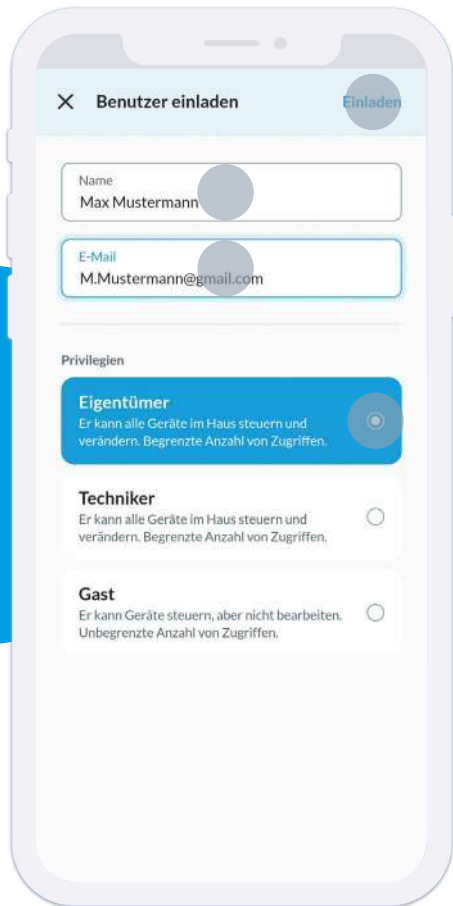 Benutzer einladen
Einladen
Name
Max Mustermann
E-Mail
M.Mustermann@gmail.com
Privilegien
Eigentümer
Er kann alle Geräte im Haus steuern und
verändern. Begrenzte Anzahl von Zugriffen.
Techniker
Er kann alle Geräte im Haus steuern und
verändern. Begrenzte Anzahl von Zugriffen.
Gast
Er kann Geräte steuern, aber nicht bearbeiten.
Unbegrenzte Anzahl von Zugriffen.